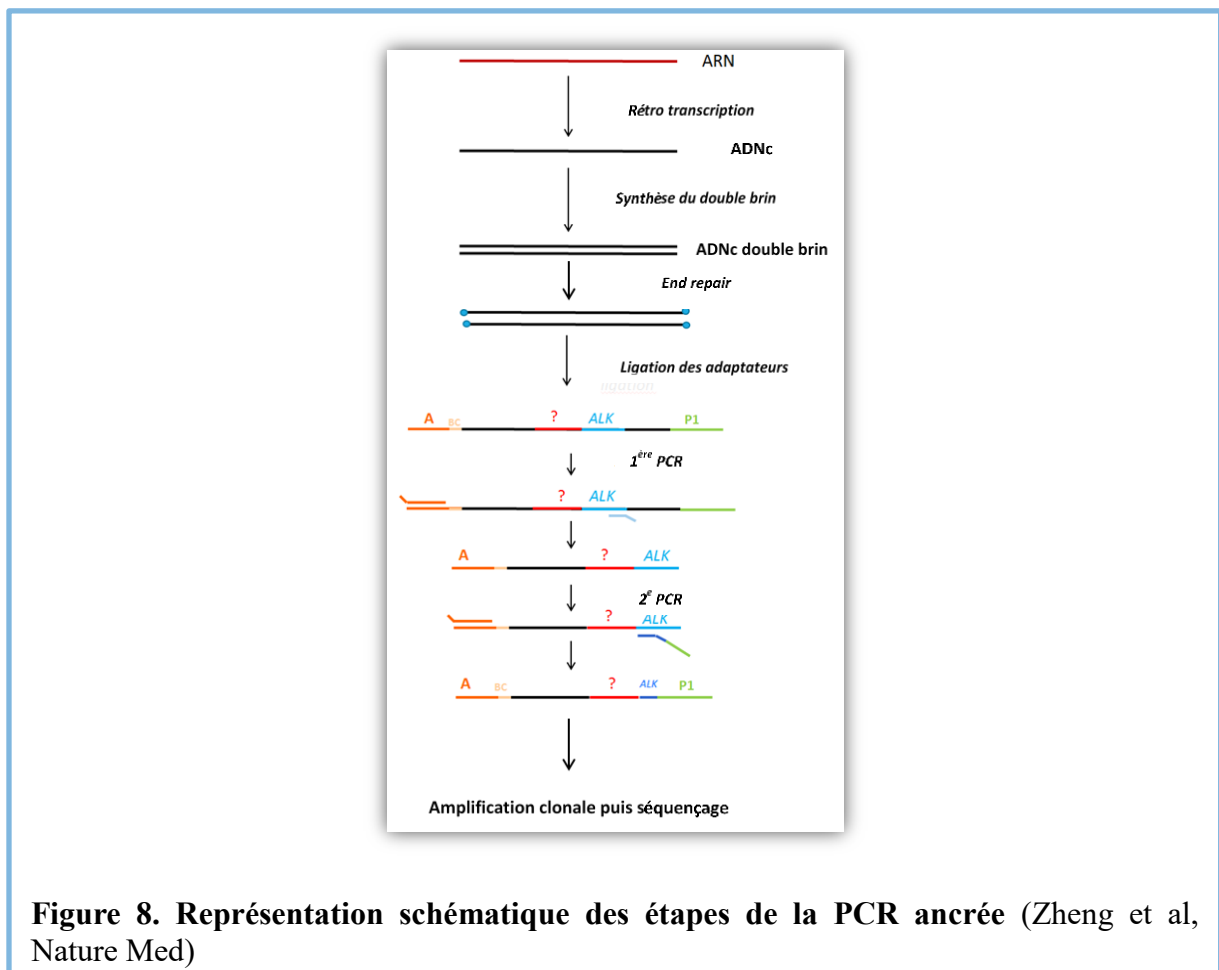 ARN
Rétro transcription
ADNc
Synthèse du double brin
ADNc double brin
End repair
Ligation des adaptateurs
ligation
A BC ? ALK P1
1ère PCR
? ALK
A ? ALK
2e PCR
? ALK
A BC ? ALK P1
Amplification clonale puis séquençage
Figure 8. Représentation schématique des étapes de la PCR ancrée (Zheng et al,
Nature Med)